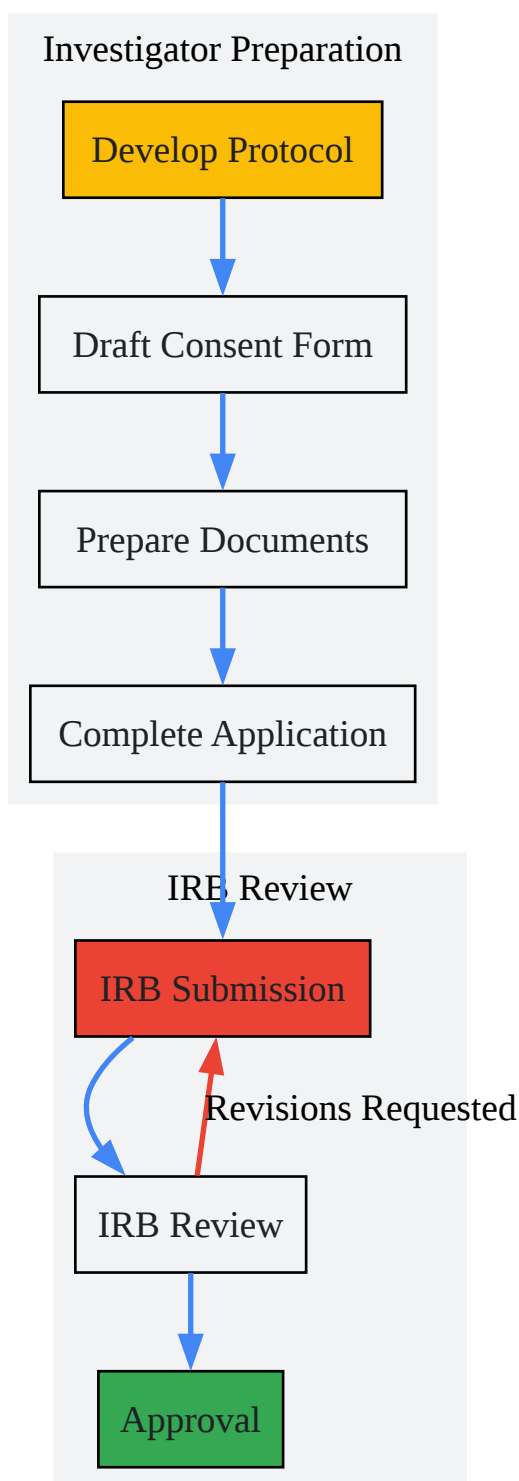 Investigator Preparation
Develop Protocol
Draft Consent Form
Prepare Documents
Complete Application
IRB Review
IRB Submission
Revisions Requested
IRB Review
Approval